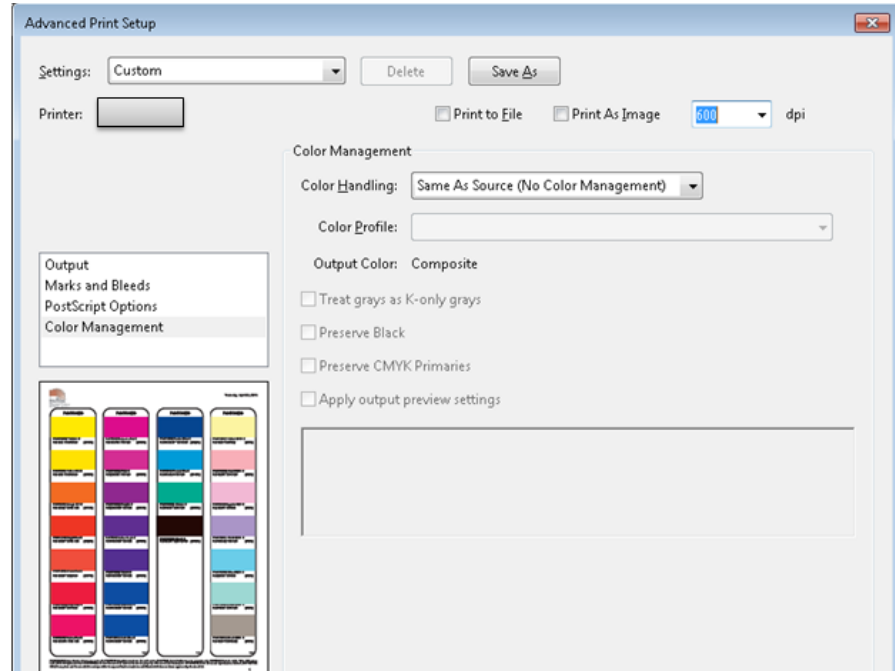 Advanced Print Setup
Settings: Custom Delete Save As
Printer: Print to File Print As Image 600 dpi
Color Management
Color Handling: Same As Source (No Color Management)
Color Profile:
Output Color: Composite
Treat grays as K-only grays
Preserve Black
Preserve CMYK Primaries
Apply output preview settings
Output
Marks and Bleeds
PostScript Options
Color Management